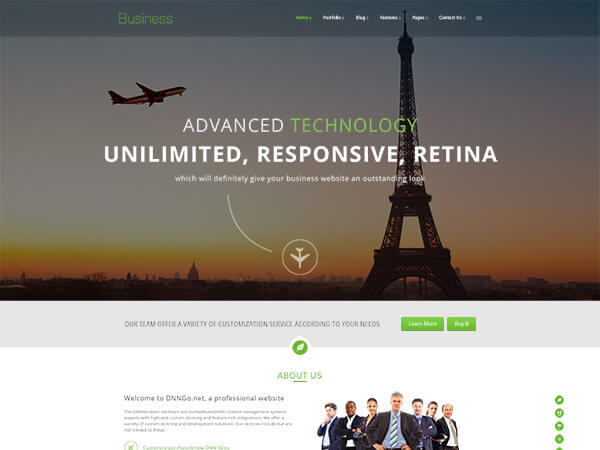 Business
Home Portfolio Blog Features Pages Contact Us
ADVANCED TECHNOLOGY
UNILIMITED, RESPONSIVE, RETINA
which will definitely give your business website an outstanding look
OUR TEAM OFFER A VARIETY OF CUSTOMIZATION SERVICE ACCORDING TO YOUR NEEDS
Learn More Buy It
ABOUT US
Welcome to DNNGo.net, a professional website
The DNNGo team members are DotNetNuke(DNN) content management systems
experts with high-end custom skinning and feature-rich integrations. We offer a
variety of custom skinning and development solutions. Our services include but are
not limited to these :
Customize purchased/new DNN Skins